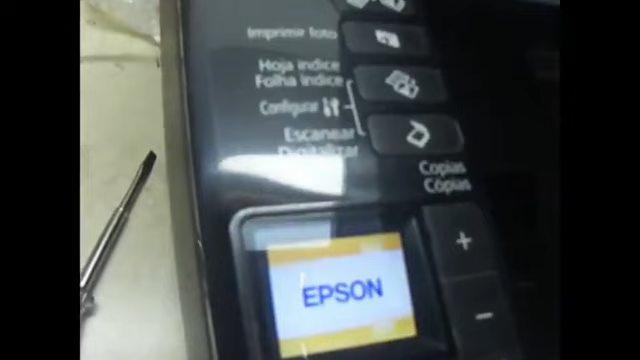 Imprimir foto
Hoja índice
Folha índice
Configurar
Escanear
Digitalizar
Copias
Cópias
+
EPSON
-